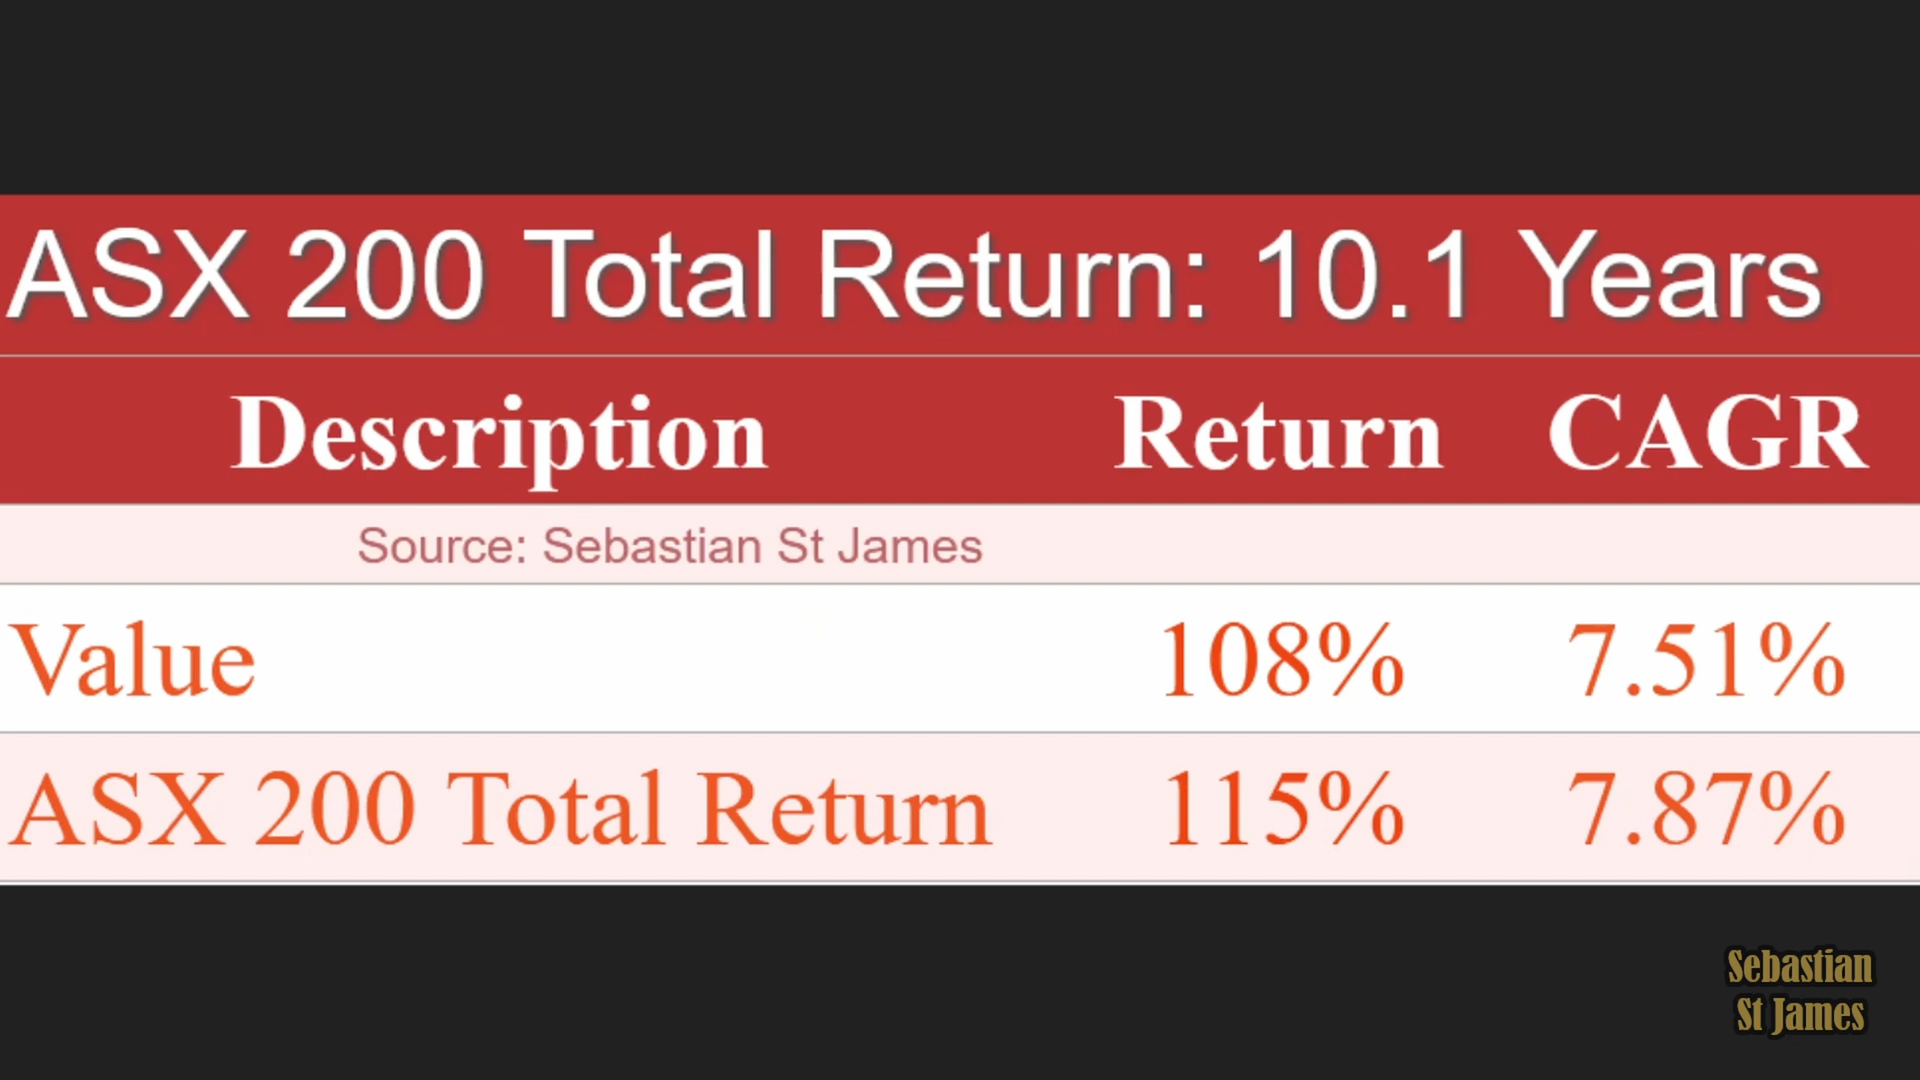 ASX 200 Total Return: 10.1 Years
Description Return CAGR
Source: Sebastian St James
Value 108% 7.51%
ASX 200 Total Return 115% 7.87%
Sebastian
St James